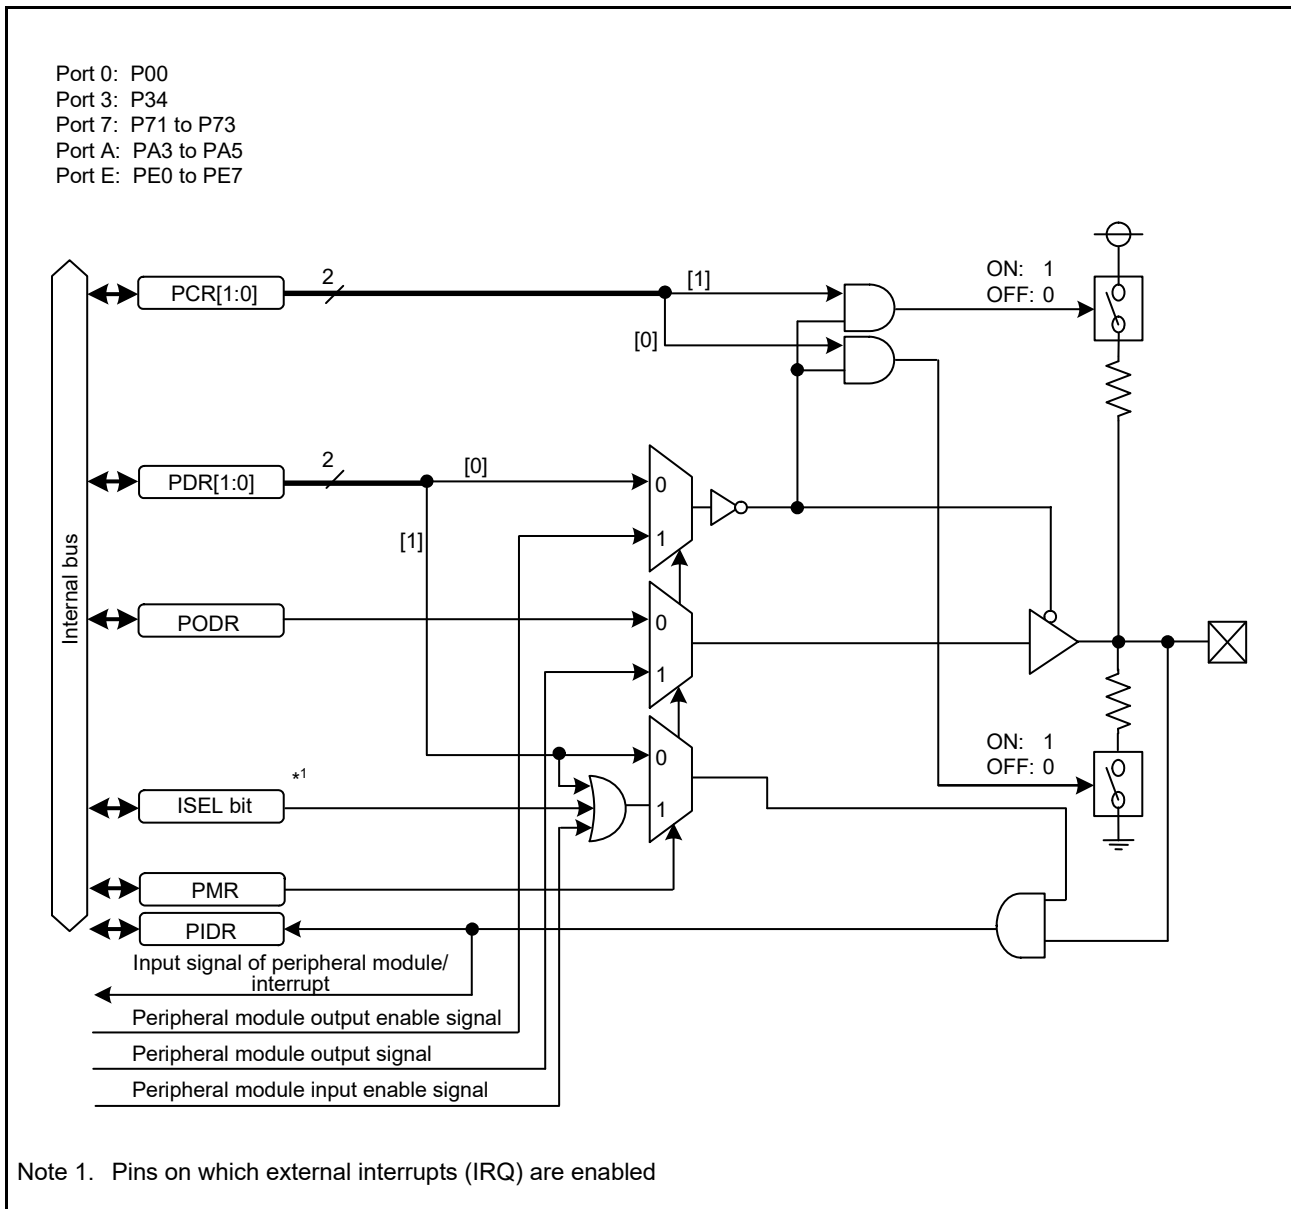 Port 0: P00
Port 3: P34
Port 7: P71 to P73
Port A: PA3 to PA5
Port E: PE0 to PE7
PCR[1:0]
2
[1]
[0]
ON: 1
OFF: 0
PDR[1:0]
2
[0]
[1]
0
1
Internal bus
PODR
0
1
ON: 1
OFF: 0
0
1
*1
ISEL bit
PMR
PIDR
Input signal of peripheral module/
interrupt
Peripheral module output enable signal
Peripheral module output signal
Peripheral module input enable signal
Note 1. Pins on which external interrupts (IRQ) are enabled